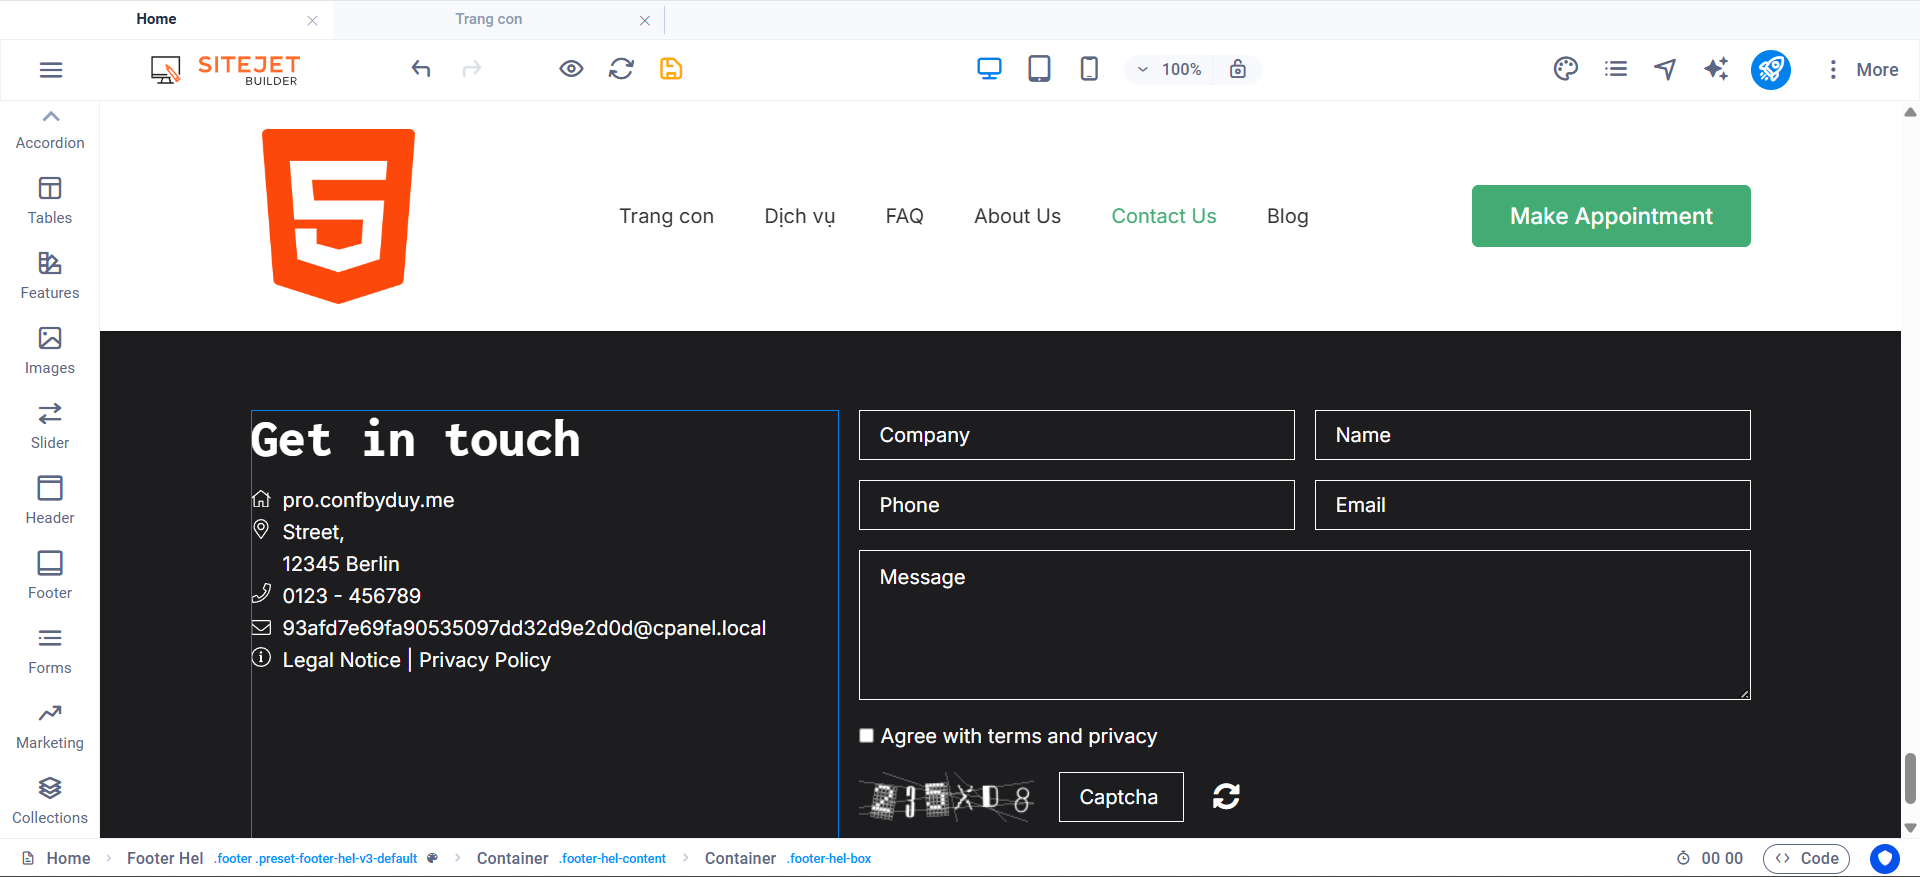 Home
Trang con
SITEJET
BUILDER
100%
More
Accordion
Tables
Features
Images
Slider
Header
Footer
Forms
Marketing
Collections
Trang con
Dịch vụ
FAQ
About Us
Contact Us
Blog
Make Appointment
Get in touch
pro.confbyduy.me
Street,
12345 Berlin
0123 - 456789
93afd7e69fa90535097dd32d9e2d0d@cpanel.local
Legal Notice | Privacy Policy
Company
Name
Phone
Email
Message
Agree with terms and privacy
Captcha
Home
Footer Hel .footer .preset-footer-hel-v3-default
Container .footer-hel-content
Container .footer-hel-box
00 00
Code